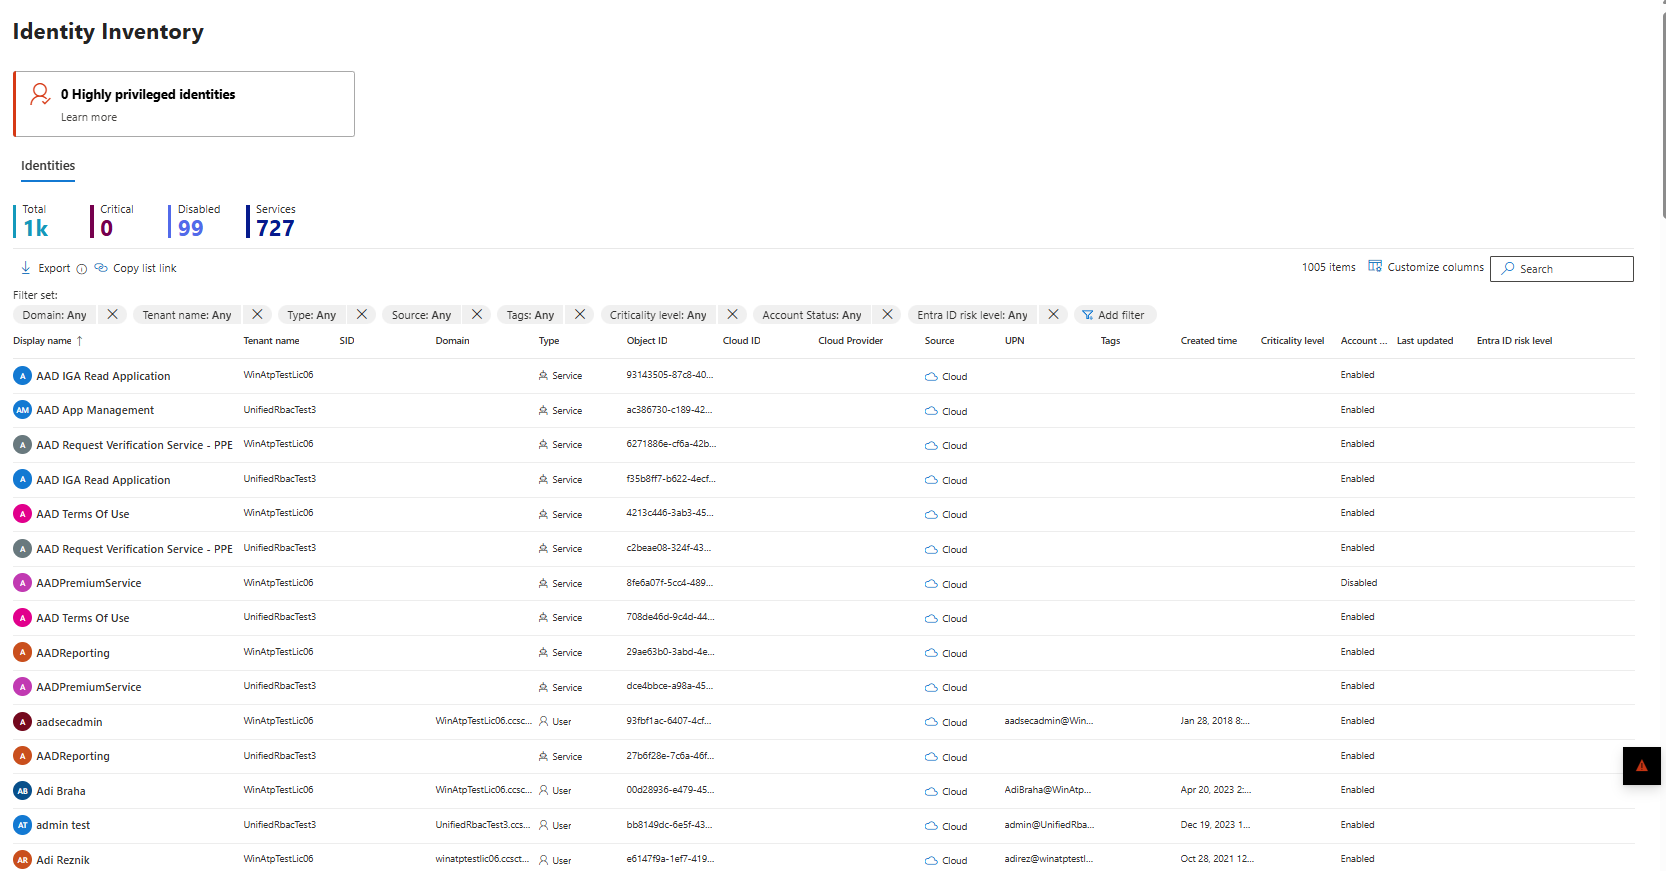 Identity Inventory
0 Highly privileged identities
Learn more
Identities
Total Critical Disabled Services
1k 0 99 727
Export Copy list link 1005 items Customize columns Search
Filter set:
Domain: Any Tenant name: Any Type: Any Source: Any Tags: Any Criticality level: Any Account Status: Any Entra ID risk level: Any Add filter
Display name ↑ Tenant name SID Domain Type Object ID Cloud ID Cloud Provider Source UPN Tags Created time Criticality level Account ... Last updated Entra ID risk level
A AAD IGA Read Application WinAtpTestLic06 Service 93143505-87c8-40... Cloud Enabled
AM AAD App Management UnifiedRbacTest3 Service ac386730-c189-42... Cloud Enabled
A AAD Request Verification Service - PPE WinAtpTestLic06 Service 6271886e-cf6a-42b... Cloud Enabled
A AAD IGA Read Application UnifiedRbacTest3 Service f35b8ff7-b622-4ecf... Cloud Enabled
A AAD Terms Of Use WinAtpTestLic06 Service 4213c446-3ab3-45... Cloud Enabled
A AAD Request Verification Service - PPE UnifiedRbacTest3 Service c2beae08-324f-43... Cloud Enabled
A AADPremiumService WinAtpTestLic06 Service 8fe6a07f-5cc4-489... Cloud Disabled
A AAD Terms Of Use UnifiedRbacTest3 Service 708de46d-9c4d-44... Cloud Enabled
A AADReporting WinAtpTestLic06 Service 29ae63b0-3abd-4e... Cloud Enabled
A AADPremiumService UnifiedRbacTest3 Service dce4bbce-a98a-45... Cloud Enabled
A aadsecadmin WinAtpTestLic06 WinAtpTestLic06.ccsc... User 93fbf1ac-6407-4cf... Cloud aadsecadmin@Win... Jan 28, 2018 8:... Enabled
A AADReporting UnifiedRbacTest3 Service 27b6f28e-7c6a-46f... Cloud Enabled
AB Adi Braha WinAtpTestLic06 WinAtpTestLic06.ccsc... User 00d28936-e479-45... Cloud AdiBraha@WinAtp... Apr 20, 2023 2:... Enabled
AT admin test UnifiedRbacTest3 UnifiedRbacTest3.ccs... User bb8149dc-6e5f-43... Cloud admin@UnifiedRba... Dec 19, 2023 1... Enabled
AR Adi Reznik WinAtpTestLic06 winatptestlic06.ccsct... User e6147f9a-1ef7-419... Cloud adirez@winatptestl... Oct 28, 2021 12... Enabled